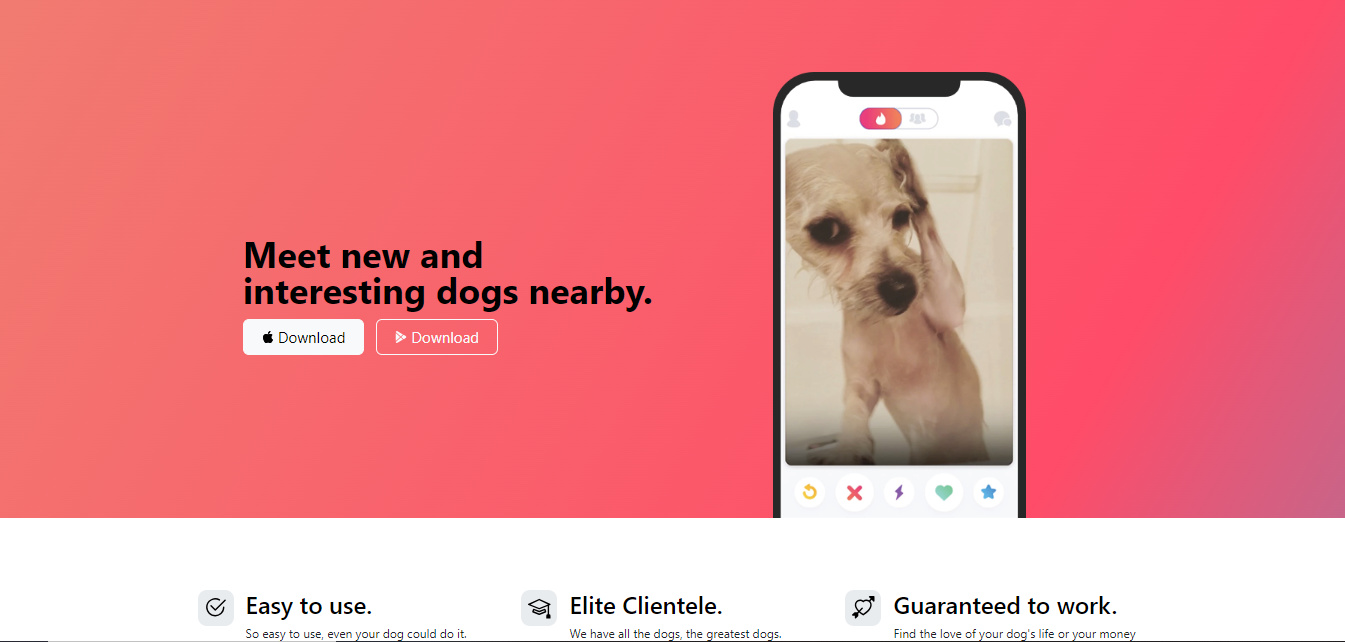 Meet new and
interesting dogs nearby.
Download
Download
Easy to use.
So easy to use, even your dog could do it.
Elite Clientele.
We have all the dogs, the greatest dogs.
Guaranteed to work.
Find the love of your dog's life or your money